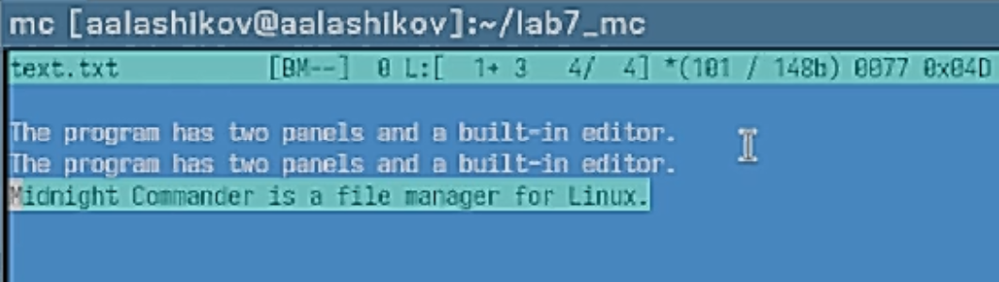 mc [aalashikov@aalashikov]:~/lab7_mc
text.txt [BM--] 0 L:[ 1+ 3 4/ 4] *(101 / 148b) 0077 0x04D
The program has two panels and a built-in editor.
The program has two panels and a built-in editor.
Midnight Commander is a file manager for Linux.